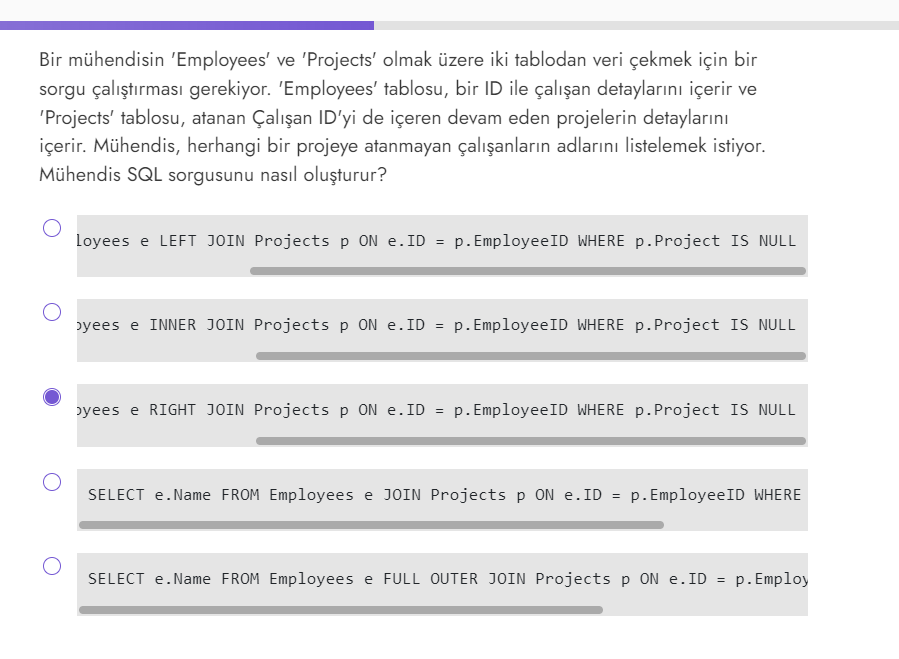 Bir mühendisin 'Employees' ve 'Projects' olmak üzere iki tablodan veri çekmek için bir
sorgu çalıştırması gerekiyor. 'Employees' tablosu, bir ID ile çalışan detaylarını içerir ve
'Projects' tablosu, atanan Çalışan ID'yi de içeren devam eden projelerin detaylarını
içerir. Mühendis, herhangi bir projeye atanmayan çalışanların adlarını listelemek istiyor.
Mühendis SQL sorgusunu nasıl oluşturur?
loyees e LEFT JOIN Projects p ON e.ID = p.EmployeeID WHERE p.Project IS NULL
oyees e INNER JOIN Projects p ON e.ID = p.EmployeeID WHERE p.Project IS NULL
oyees e RIGHT JOIN Projects p ON e.ID = p.EmployeeID WHERE p.Project IS NULL
SELECT e.Name FROM Employees e JOIN Projects p ON e.ID = p.EmployeeID WHERE
SELECT e.Name FROM Employees e FULL OUTER JOIN Projects p ON e.ID = p.Employ